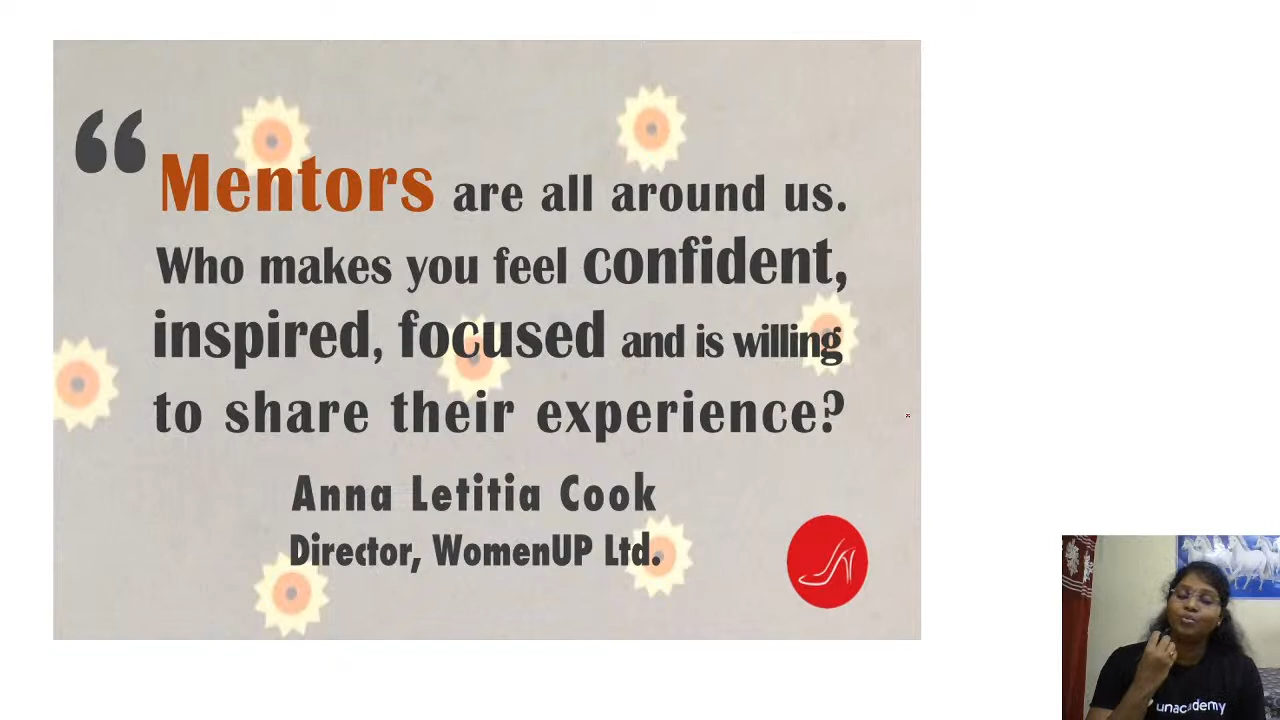 “Mentors are all around us.
Who makes you feel confident,
inspired, focused and is willing
to share their experience?
Anna Letitia Cook
Director, WomenUP Ltd.
unacademy